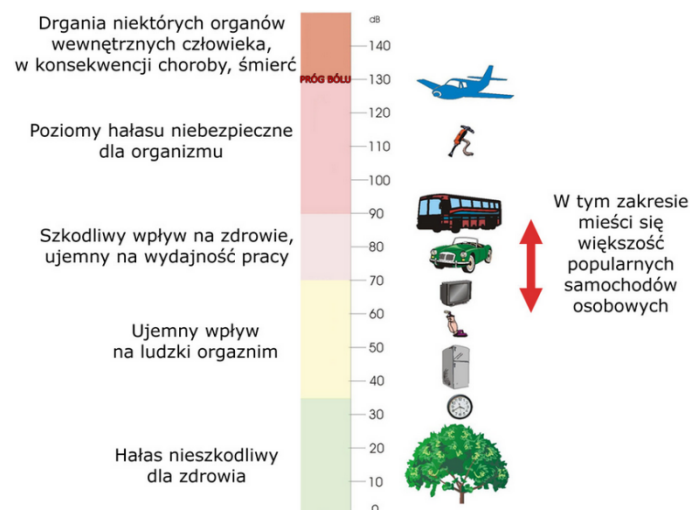 Drgania niektórych organów
wewnętrznych człowieka,
w konsekwencji choroby, śmierć
Poziomy hałasu niebezpieczne
dla organizmu
Szkodliwy wpływ na zdrowie,
ujemny na wydajność pracy
Ujemny wpływ
na ludzki orgaznim
Hałas nieszkodliwy
dla zdrowia
PRÓG BÓLU
dB
140
130
120
110
100
90
80
70
60
50
40
30
20
10
0
W tym zakresie
mieści się
większość
popularnych
samochodów
osobowych